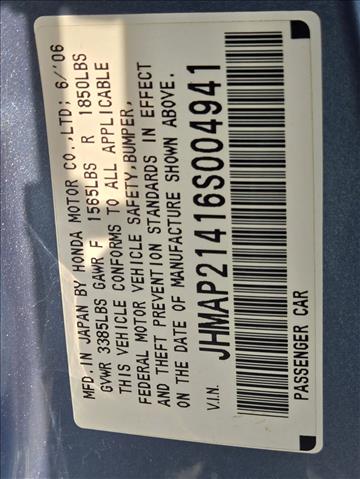 MFD. IN JAPAN BY HONDA MOTOR CO.,LTD; 6/'06
GVWR 3385LBS GAWR F 1565LBS R 1850LBS
THIS VEHICLE CONFORMS TO ALL APPLICABLE
FEDERAL MOTOR VEHICLE SAFETY,BUMPER,
AND THEFT PREVENTION STANDARDS IN EFFECT
ON THE DATE OF MANUFACTURE SHOWN ABOVE.
V.I.N. JHMAP21416S004941
PASSENGER CAR